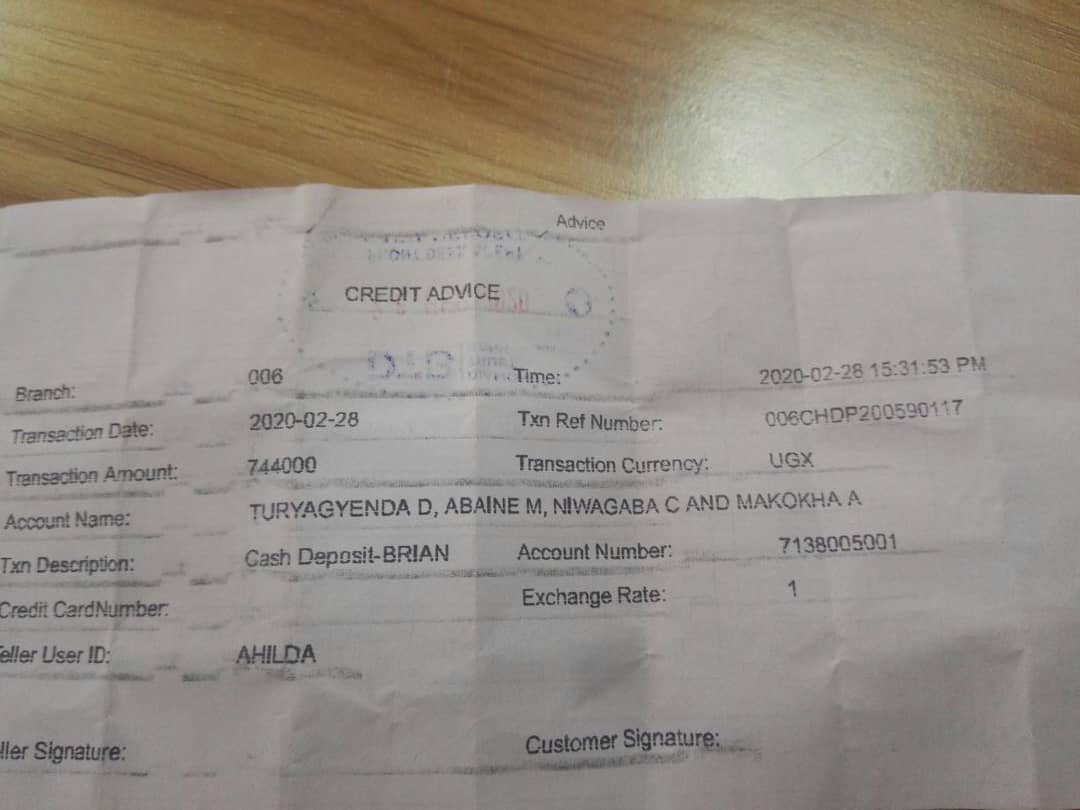 Advice
CREDIT ADVICE
Branch: 006 Time: 2020-02-28 15:31:53 PM
Transaction Date: 2020-02-28 Txn Ref Number: 006CHDP200590117
Transaction Amount: 744000 Transaction Currency: UGX
Account Name: TURYAGYENDA D, ABAINE M, NIWAGABA C AND MAKOKHA A
Txn Description: Cash Deposit-BRIAN Account Number: 7138005001
Credit CardNumber: Exchange Rate: 1
eller User ID: AHILDA
ller Signature: Customer Signature: